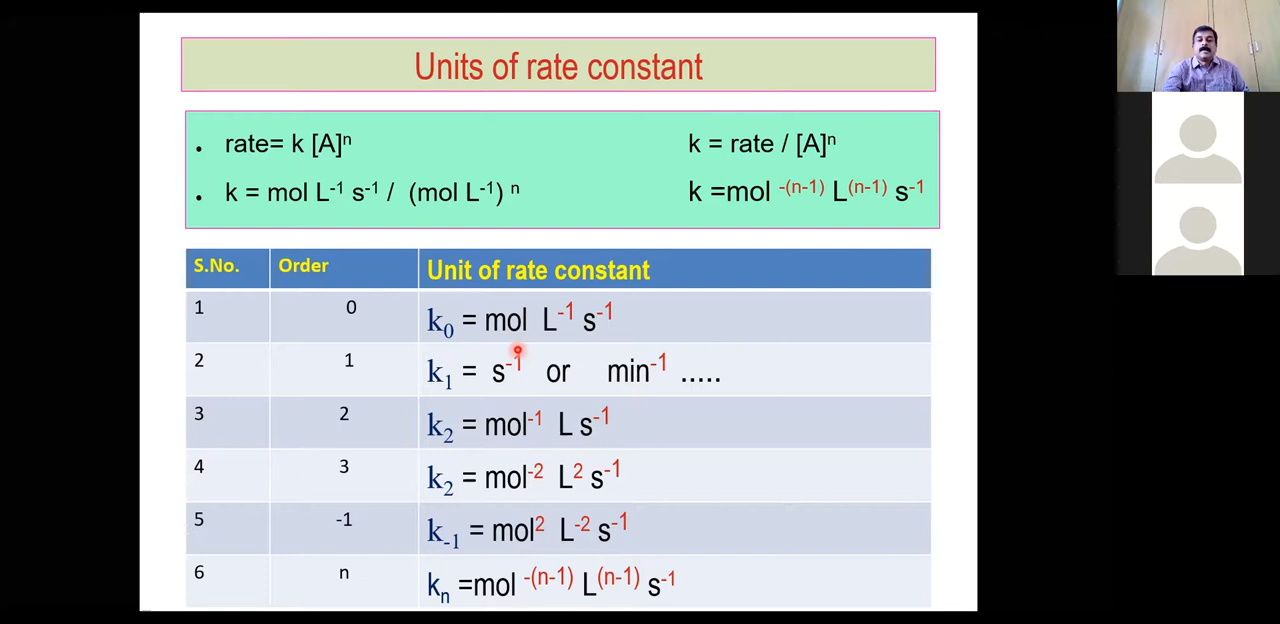 Units of rate constant
• rate= k [A]ⁿ k = rate / [A]ⁿ
• k = mol L⁻¹ s⁻¹ / (mol L⁻¹) ⁿ k =mol ⁻⁽ⁿ⁻¹⁾ L⁽ⁿ⁻¹⁾ s⁻¹
S.No. Order Unit of rate constant
1 0 k₀ = mol L⁻¹ s⁻¹
2 1 k₁ = s⁻¹ or min⁻¹ .....
3 2 k₂ = mol⁻¹ L s⁻¹
4 3 k₂ = mol⁻² L² s⁻¹
5 -1 k₋₁ = mol² L⁻² s⁻¹
6 n kₙ =mol ⁻⁽ⁿ⁻¹⁾ L⁽ⁿ⁻¹⁾ s⁻¹